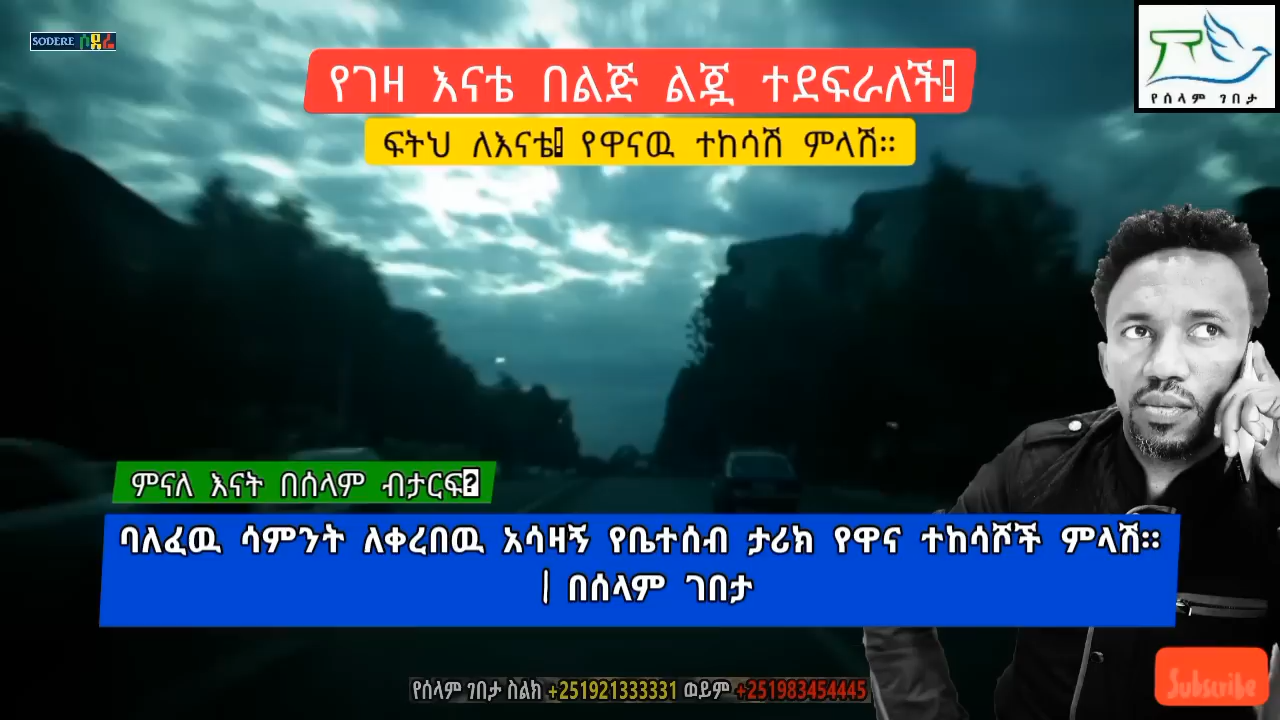 SODERE ሶደሬ
የሰላም ገበታ
የገዛ እናቴ በልጅ ልጇ ተደፍራለች
ፍትህ ለእናቴ የዋናዉ ተከሳሽ ምላሽ።
ምናለ እናት በሰላም ብታርፍ?
ባለፈዉ ሳምንት ለቀረበዉ አሳዛኝ የቤተሰብ ታሪክ የዋና ተከሳሾች ምላሽ።
| በሰላም ገበታ
የሰላም ገበታ ስልክ +251921333331 ወይም +251983454445
Subscribe